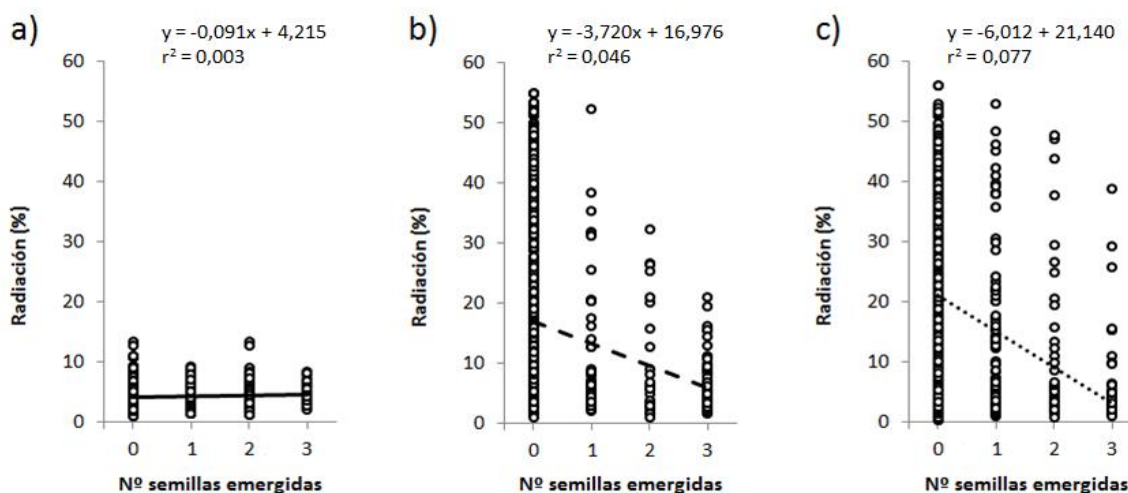 a)
y = -0,091x + 4,215
r² = 0,003
60
50
40
30
20
10
0
Radiación (%)
0 1 2 3
Nº semillas emergidas
b)
y = -3,720x + 16,976
r² = 0,046
60
50
40
30
20
10
0
Radiación (%)
0 1 2 3
Nº semillas emergidas
c)
y = -6,012 + 21,140
r² = 0,077
60
50
40
30
20
10
0
Radiación (%)
0 1 2 3
Nº semillas emergidas